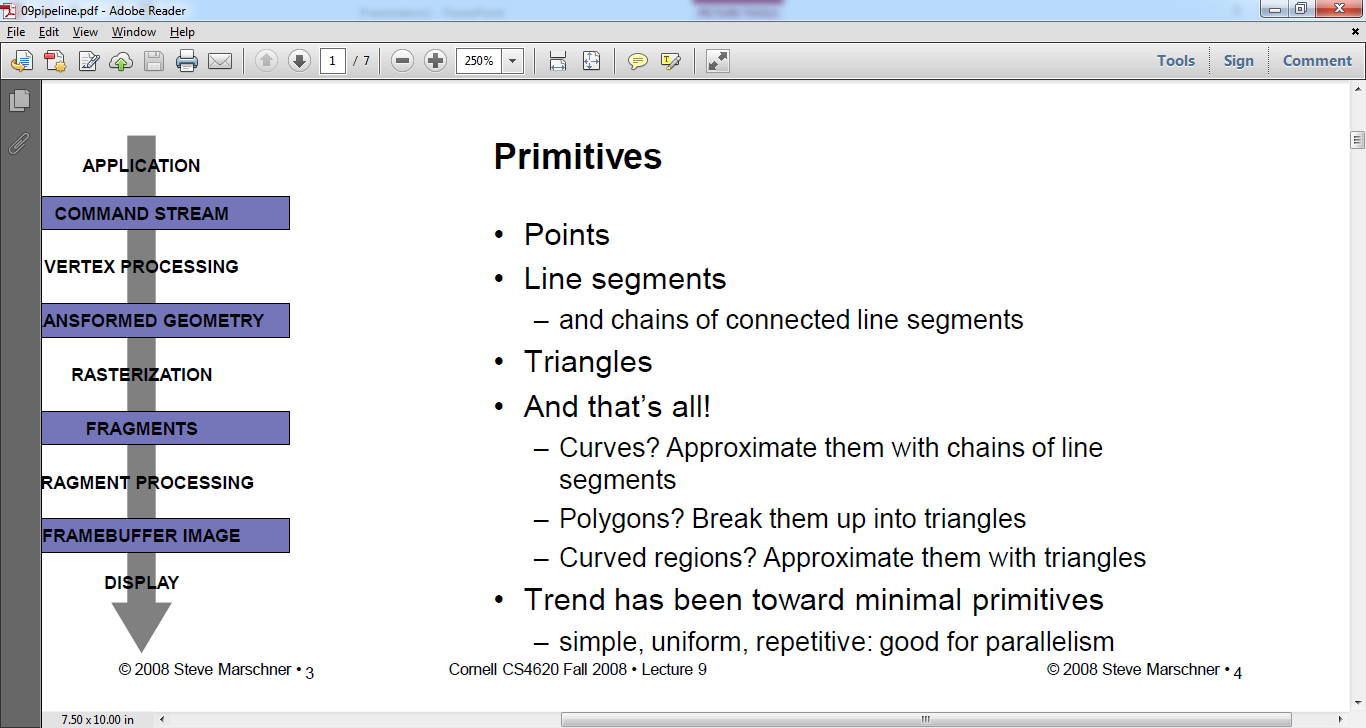 09pipeline.pdf - Adobe Reader
File Edit View Window Help
1 / 7 250% Tools Sign Comment
APPLICATION
COMMAND STREAM
VERTEX PROCESSING
ANSFORMED GEOMETRY
RASTERIZATION
FRAGMENTS
RAGMENT PROCESSING
FRAMEBUFFER IMAGE
DISPLAY
© 2008 Steve Marschner • 3
Primitives
• Points
• Line segments
– and chains of connected line segments
• Triangles
• And that's all!
– Curves? Approximate them with chains of line
segments
– Polygons? Break them up into triangles
– Curved regions? Approximate them with triangles
• Trend has been toward minimal primitives
– simple, uniform, repetitive: good for parallelism
Cornell CS4620 Fall 2008 • Lecture 9
© 2008 Steve Marschner • 4
7.50 x 10.00 in